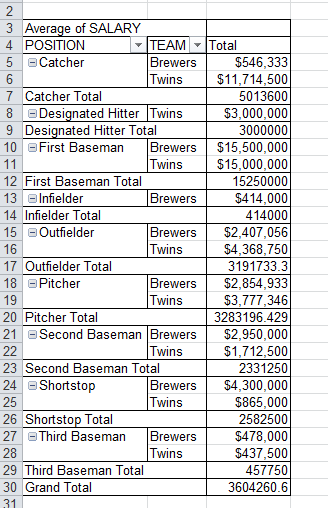 2
3 Average of SALARY
4 POSITION TEAM Total
5 Catcher Brewers $546,333
6 Twins $11,714,500
7 Catcher Total 5013600
8 Designated Hitter Twins $3,000,000
9 Designated Hitter Total 3000000
10 First Baseman Brewers $15,500,000
11 Twins $15,000,000
12 First Baseman Total 15250000
13 Infielder Brewers $414,000
14 Infielder Total 414000
15 Outfielder Brewers $2,407,056
16 Twins $4,368,750
17 Outfielder Total 3191733.3
18 Pitcher Brewers $2,854,933
19 Twins $3,777,346
20 Pitcher Total 3283196.429
21 Second Baseman Brewers $2,950,000
22 Twins $1,712,500
23 Second Baseman Total 2331250
24 Shortstop Brewers $4,300,000
25 Twins $865,000
26 Shortstop Total 2582500
27 Third Baseman Brewers $478,000
28 Twins $437,500
29 Third Baseman Total 457750
30 Grand Total 3604260.6
31